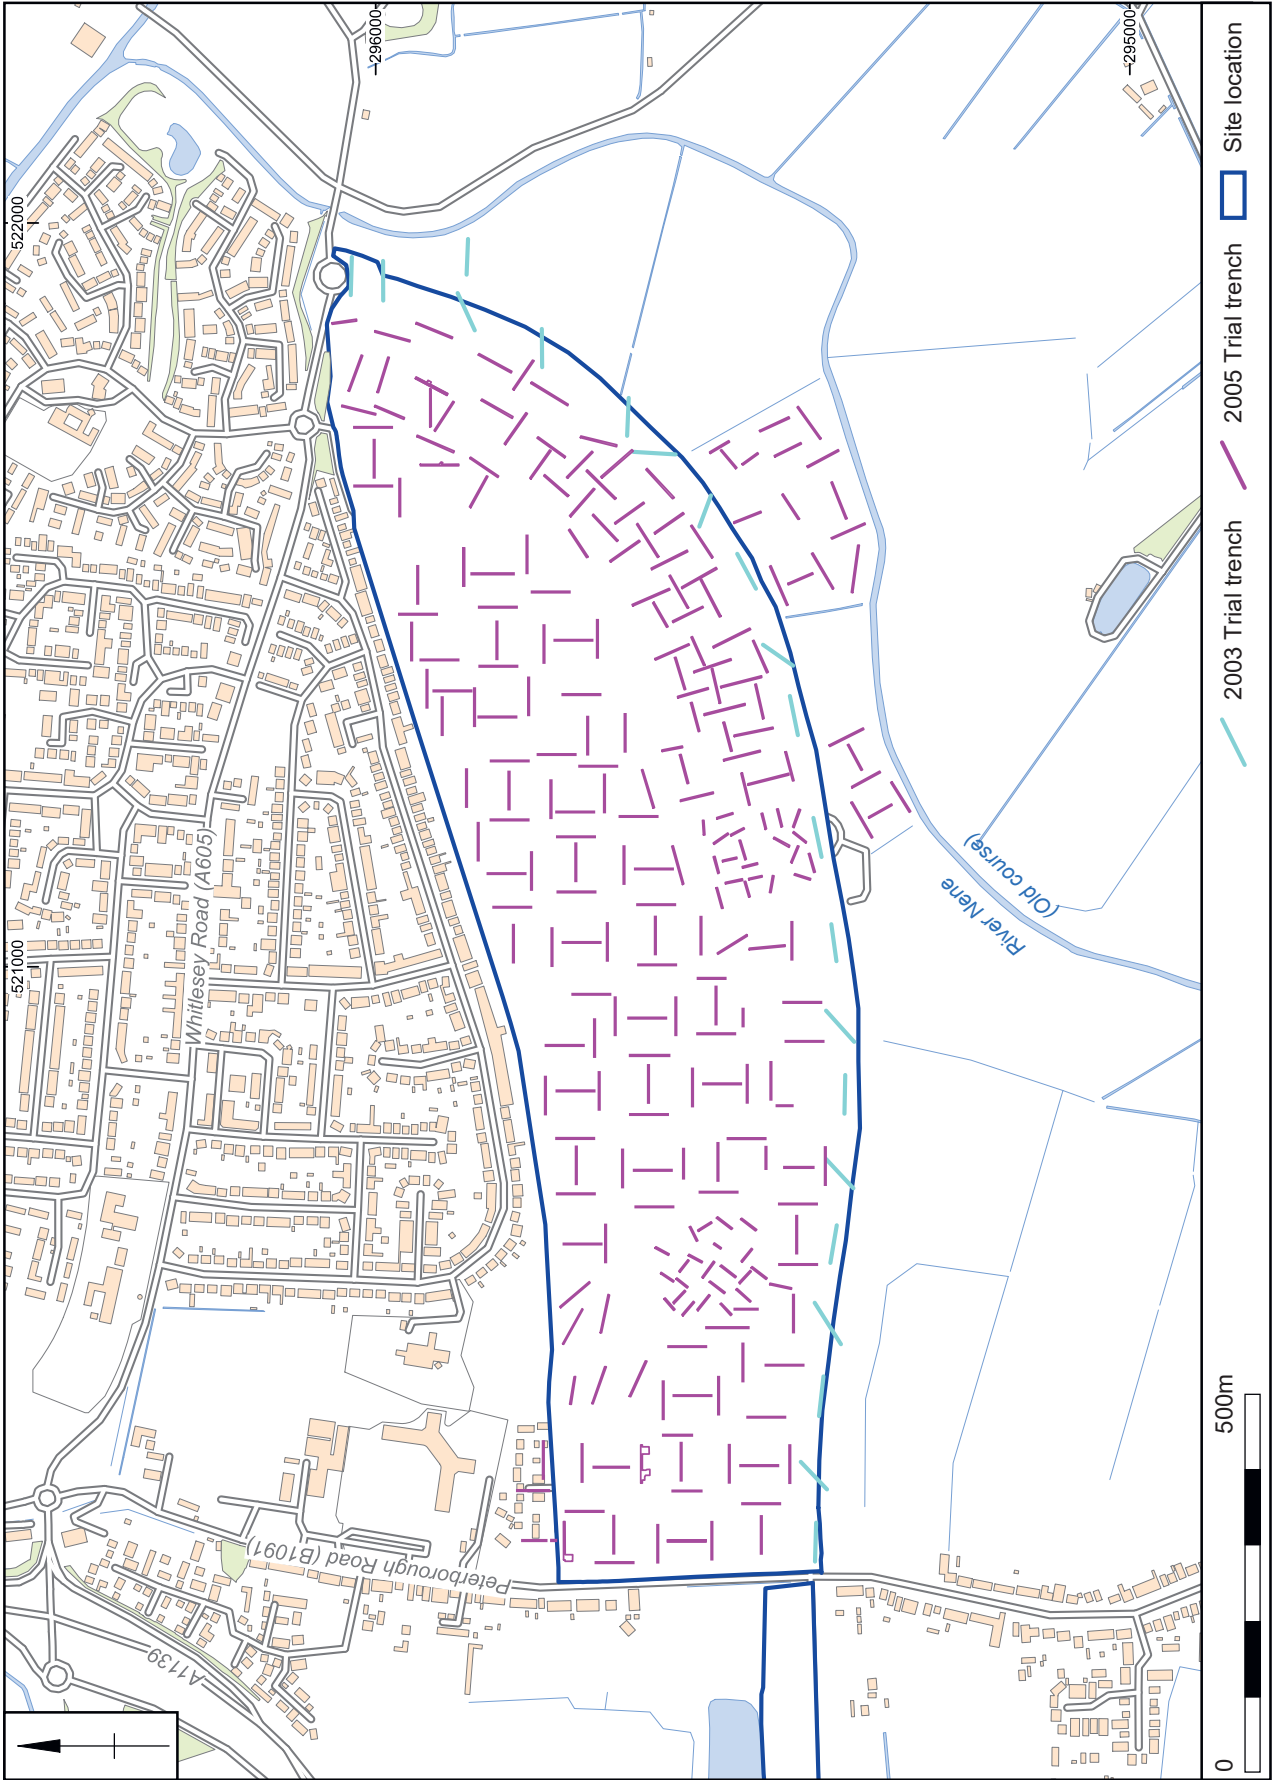 522000
521000
296000
295000
Whitlesey Road (A605)
Peterborough Road (B1091)
A1139
River Nene
(Old course)
0
500m
2003 Trial trench
2005 Trial trench
Site location